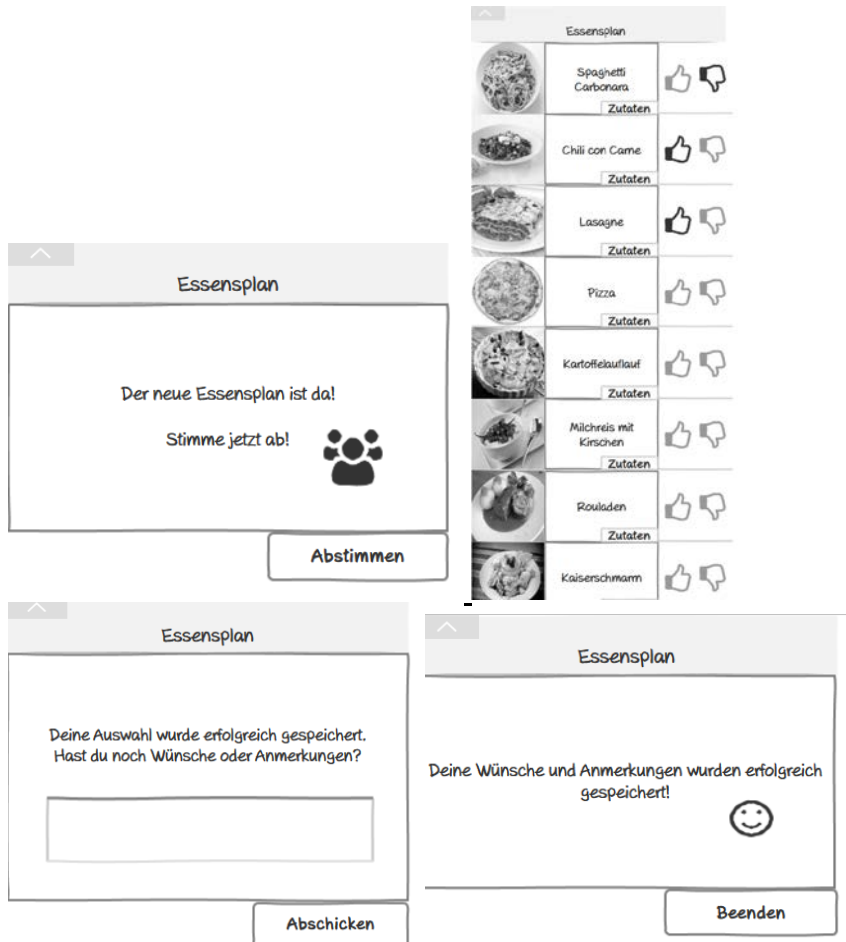 Essensplan
Der neue Essensplan ist da!
Stimme jetzt ab!
Abstimmen
Essensplan
Spaghetti
Carbonara
Zutaten
Chili con Carne
Zutaten
Lasagne
Zutaten
Pizza
Zutaten
Kartoffelauflauf
Zutaten
Milchreis mit
Kirschen
Zutaten
Rouladen
Zutaten
Kaiserschmarrn
Essensplan
Deine Auswahl wurde erfolgreich gespeichert.
Hast du noch Wünsche oder Anmerkungen?
Abschicken
Essensplan
Deine Wünsche und Anmerkungen wurden erfolgreich
gespeichert!
Beenden